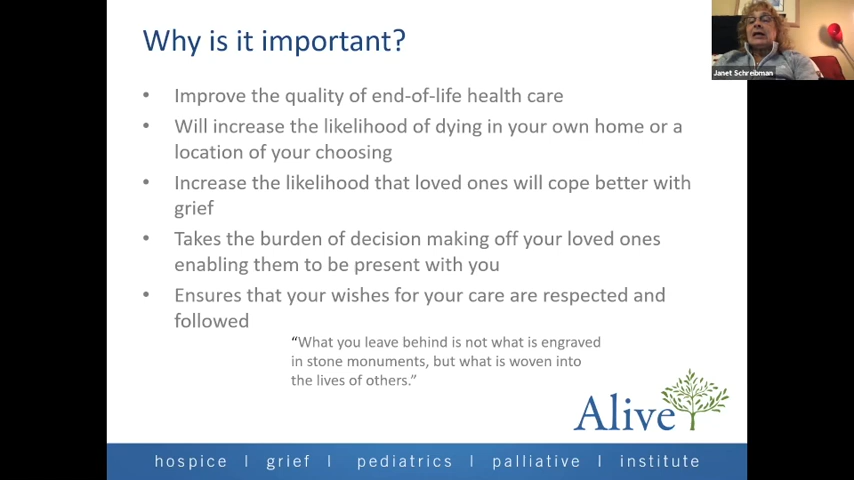 Why is it important?
Janet Schreibman
• Improve the quality of end-of-life health care
• Will increase the likelihood of dying in your own home or a
location of your choosing
• Increase the likelihood that loved ones will cope better with
grief
• Takes the burden of decision making off your loved ones
enabling them to be present with you
• Ensures that your wishes for your care are respected and
followed
“What you leave behind is not what is engraved
in stone monuments, but what is woven into
the lives of others.”
Alive
hospice | grief | pediatrics | palliative | institute